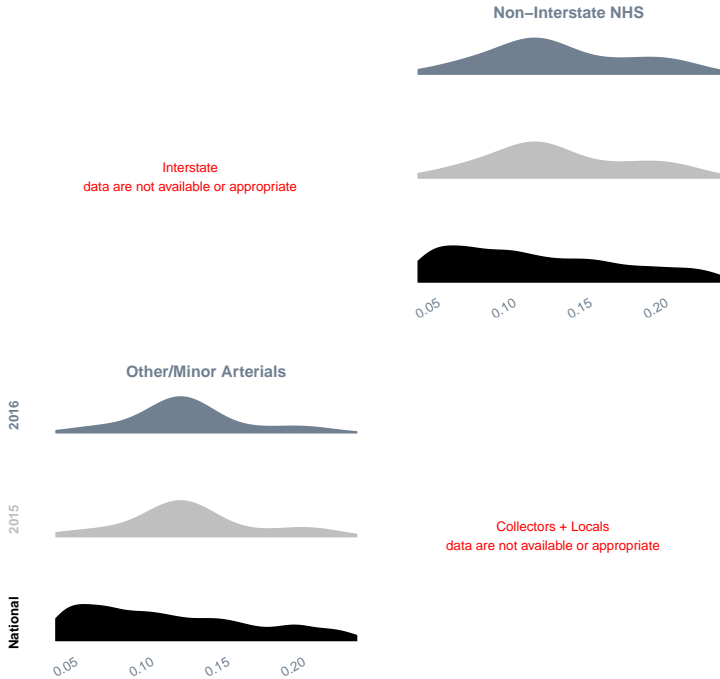 Non−Interstate NHS
Interstate
data are not available or appropriate
0.05 0.10 0.15 0.20
Other/Minor Arterials
2016
2015
National
Collectors + Locals
data are not available or appropriate
0.05 0.10 0.15 0.20